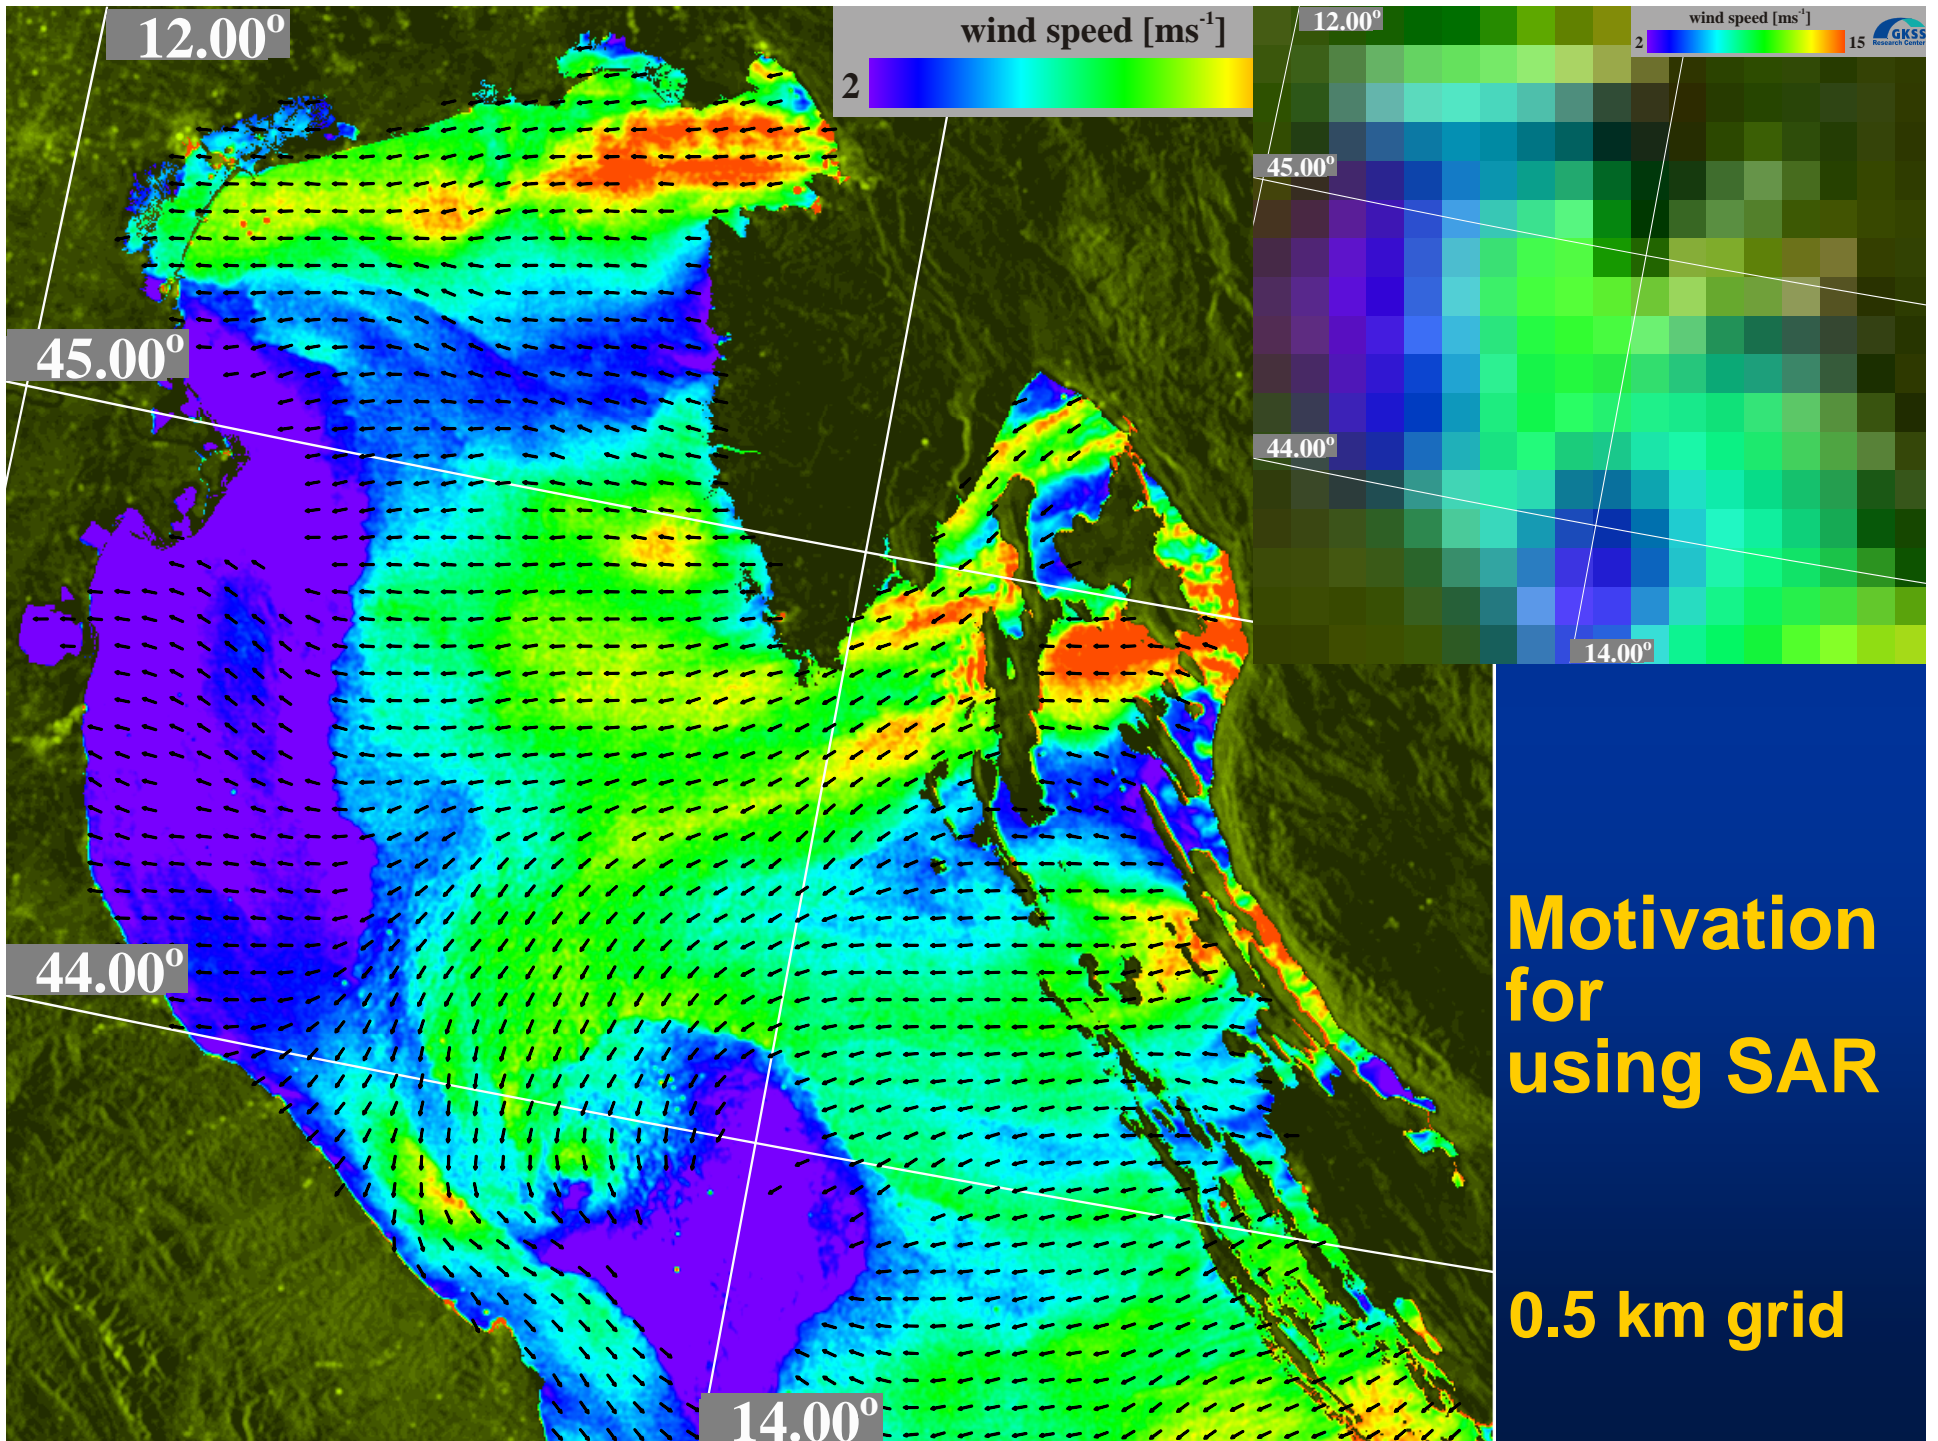 12.00°
wind speed [ms⁻¹]
2
45.00°
44.00°
14.00°
12.00°
wind speed [ms⁻¹]
2 15
GKSS
Research Center
45.00°
44.00°
14.00°
Motivation
for
using SAR
0.5 km grid